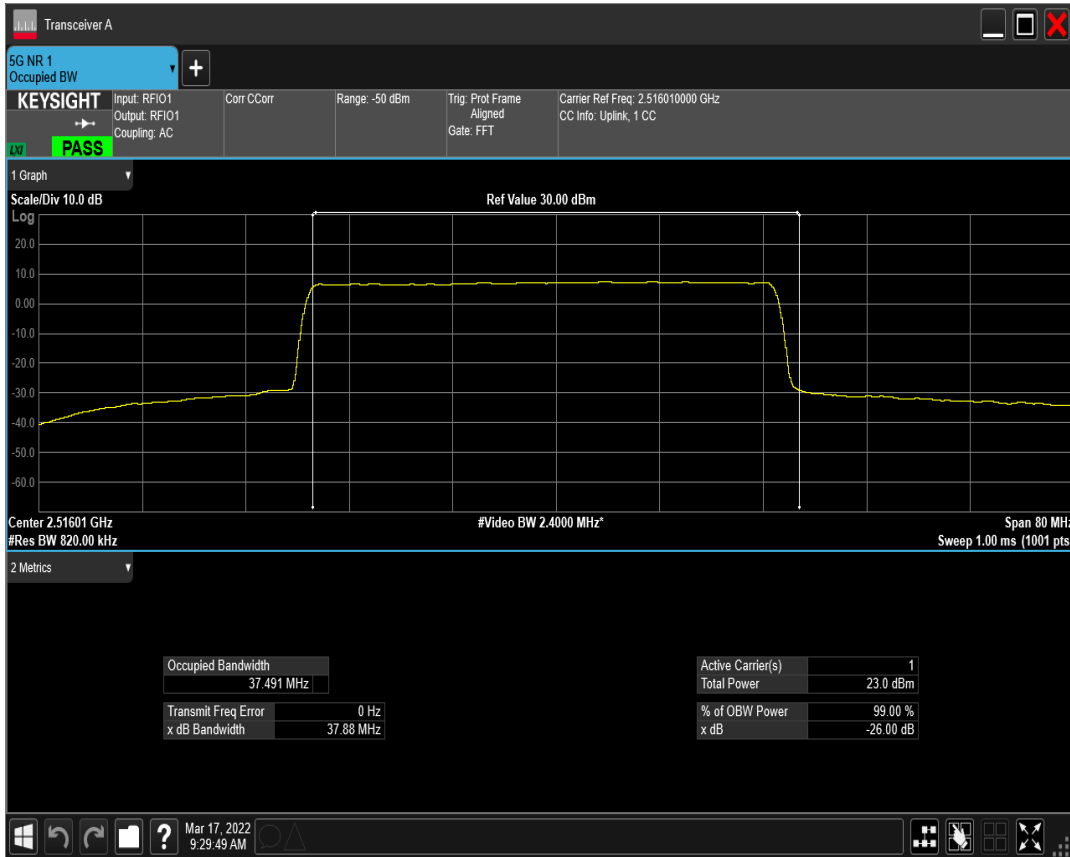 Transceiver A
5G NR 1
Occupied BW
+
KEYSIGHT
LXI
PASS
Input: RFIO1
Output: RFIO1
Coupling: AC
Corr CCorr
Range: -50 dBm
Trig: Prot Frame
Aligned
Gate: FFT
Carrier Ref Freq: 2.516010000 GHz
CC Info: Uplink, 1 CC
1 Graph
Scale/Div 10.0 dB
Ref Value 30.00 dBm
Log
20.0
10.0
0.00
-10.0
-20.0
-30.0
-40.0
-50.0
-60.0
Center 2.51601 GHz
#Video BW 2.4000 MHz*
Span 80 MHz
#Res BW 820.00 kHz
Sweep 1.00 ms (1001 pts
2 Metrics
Occupied Bandwidth
37.491 MHz
Transmit Freq Error 0 Hz
x dB Bandwidth 37.88 MHz
Active Carrier(s) 1
Total Power 23.0 dBm
% of OBW Power 99.00 %
x dB -26.00 dB
?
Mar 17, 2022
9:29:49 AM